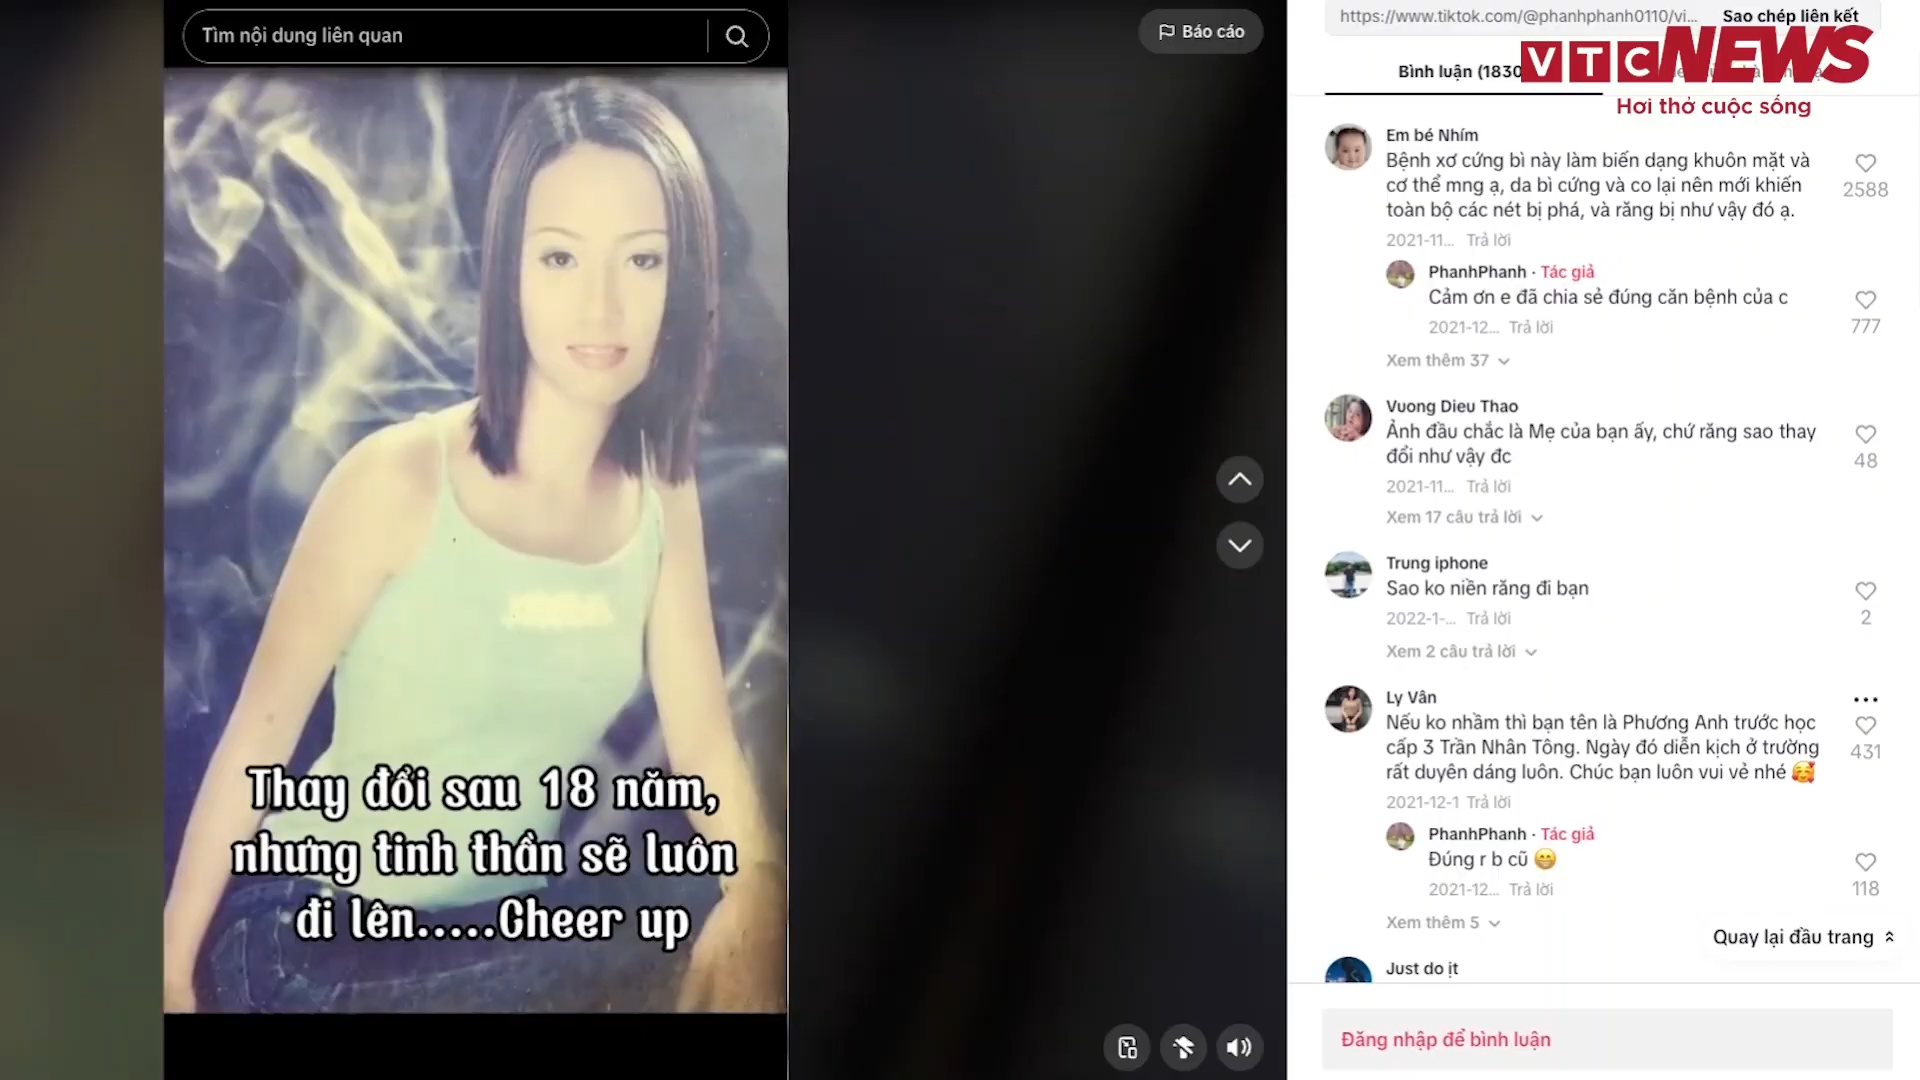 Tìm nội dung liên quan
Báo cáo
Thay đổi sau 18 năm,
nhưng tinh thần sẽ luôn
đi lên.....Cheer up
https://www.tiktok.com/@phanhphanh0110/vi...
Sao chép liên kết
VTC NEWS
Hơi thở cuộc sống
Bình luận (1830
Em bé Nhím
Bệnh xơ cứng bì này làm biến dạng khuôn mặt và
cơ thể mng ạ, da bì cứng và co lại nên mới khiến
toàn bộ các nét bị phá, và răng bị như vậy đó ạ.
2588
2021-11... Trả lời
PhanhPhanh · Tác giả
Cảm ơn e đã chia sẻ đúng căn bệnh của c
777
2021-12... Trả lời
Xem thêm 37
Vuong Dieu Thao
Ảnh đầu chắc là Mẹ của bạn ấy, chứ răng sao thay
đổi như vậy đc
48
2021-11... Trả lời
Xem 17 câu trả lời
Trung iphone
Sao ko niền răng đi bạn
2
2022-1-... Trả lời
Xem 2 câu trả lời
Ly Vân
Nếu ko nhầm thì bạn tên là Phương Anh trước học
cấp 3 Trần Nhân Tông. Ngày đó diễn kịch ở trường
rất duyên dáng luôn. Chúc bạn luôn vui vẻ nhé 🥰
431
2021-12-1 Trả lời
PhanhPhanh · Tác giả
Đúng r b cũ 😁
118
2021-12... Trả lời
Xem thêm 5
Quay lại đầu trang
Just do ịt
Đăng nhập để bình luận